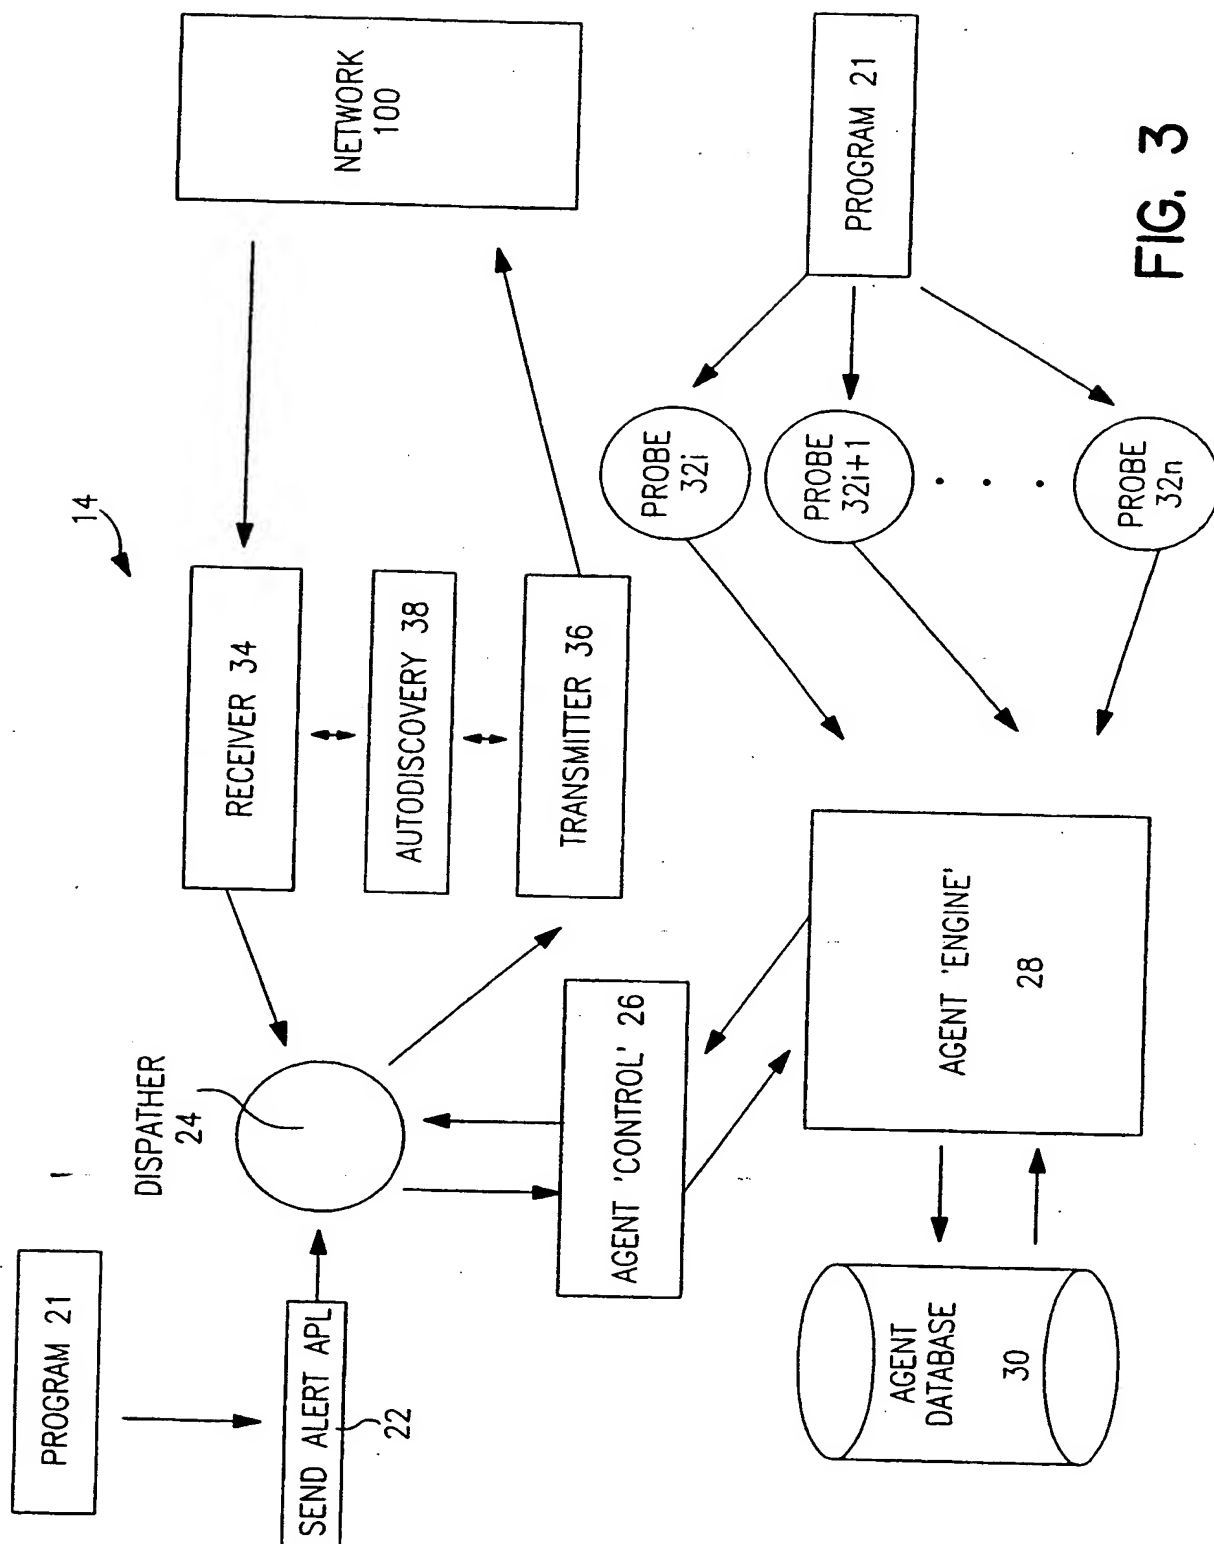 PROGRAM 21
SEND ALERT APL
22
DISPATHER
24
14
RECEIVER 34
AUTODISCOVERY 38
TRANSMITTER 36
NETWORK
100
AGENT 'CONTROL' 26
AGENT
DATABASE
30
AGENT 'ENGINE'
28
PROBE
32i
PROBE
32i+1
PROBE
32n
PROGRAM 21
FIG. 3